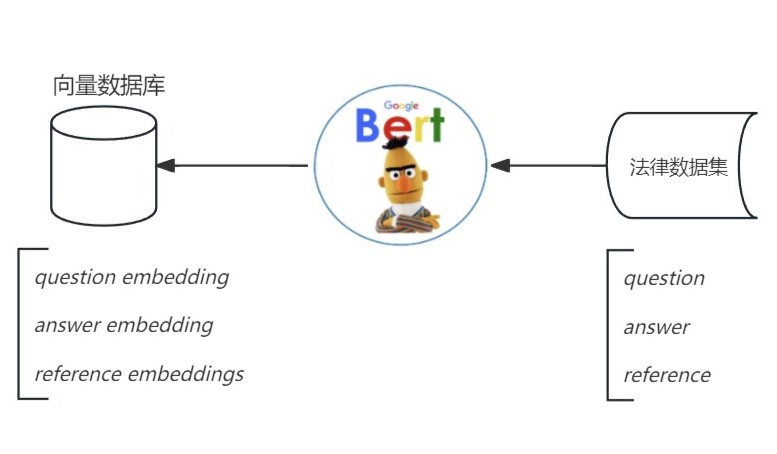 向量数据库
Google
Bert
法律数据集
question embedding
answer embedding
reference embeddings
question
answer
reference